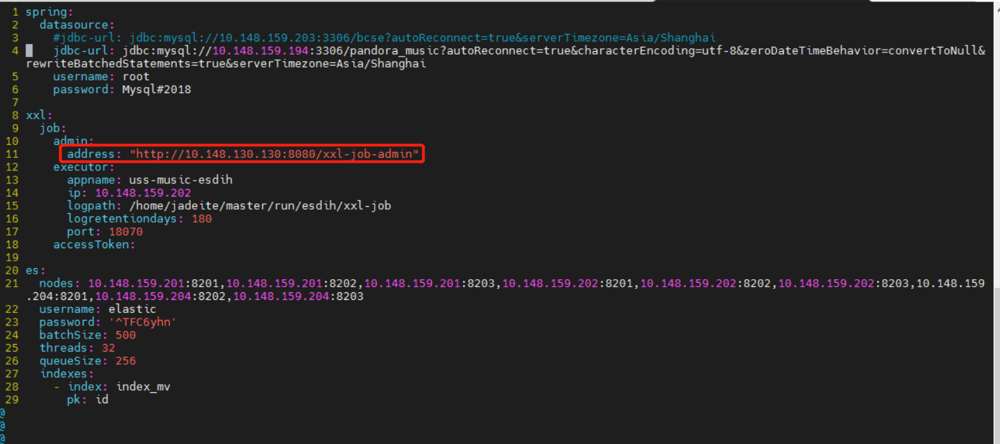 1 spring:
2   datasource:
3     #jdbc-url: jdbc:mysql://10.148.159.203:3306/bcse?autoReconnect=true&serverTimezone=Asia/Shanghai
4     jdbc-url: jdbc:mysql://10.148.159.194:3306/pandora_music?autoReconnect=true&characterEncoding=utf-8&zeroDateTimeBehavior=convertToNull&
rewriteBatchedStatements=true&serverTimezone=Asia/Shanghai
5     username: root
6     password: Mysql#2018
7
8 xxl:
9   job:
10     admin:
11       address: "http://10.148.130.130:8080/xxl-job-admin"
12     executor:
13       appname: uss-music-esdih
14       ip: 10.148.159.202
15       logpath: /home/jadeite/master/run/esdih/xxl-job
16       logretentiondays: 180
17       port: 18070
18     accessToken:
19
20 es:
21   nodes: 10.148.159.201:8201,10.148.159.201:8202,10.148.159.201:8203,10.148.159.202:8201,10.148.159.202:8202,10.148.159.202:8203,10.148.159
.204:8201,10.148.159.204:8202,10.148.159.204:8203
22   username: elastic
23   password: '^TFC6yhn'
24   batchSize: 500
25   threads: 32
26   queueSize: 256
27   indexes:
28     - index: index_mv
29       pk: id
@
@
@